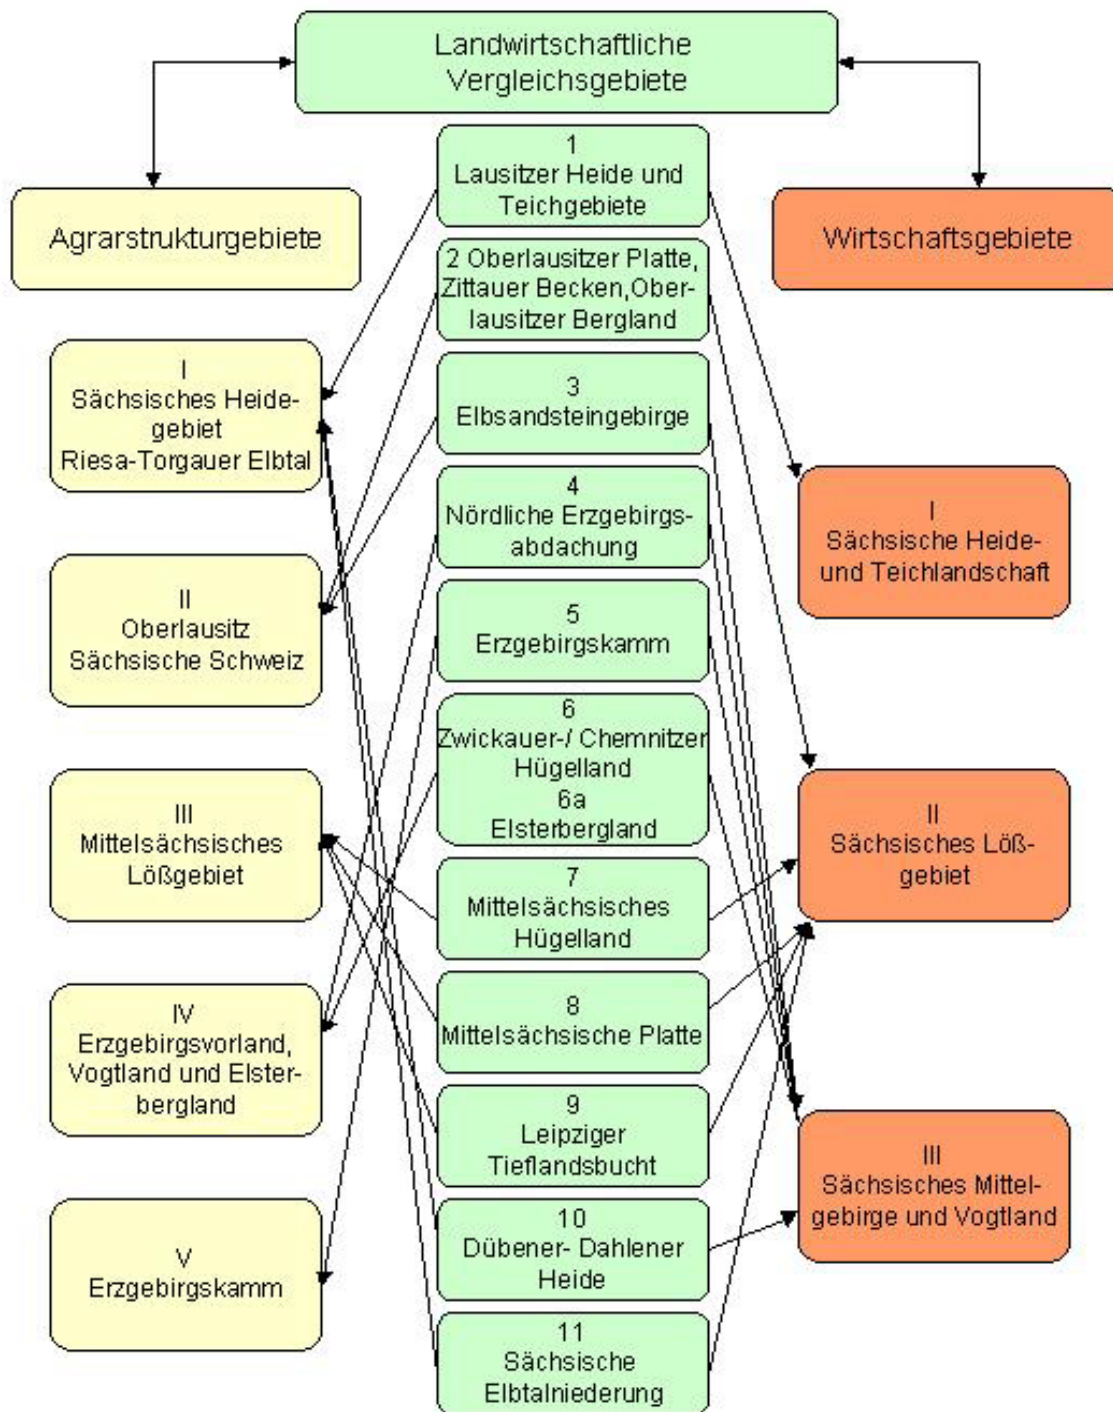 Landwirtschaftliche
Vergleichsgebiete
Agrarstrukturgebiete
I
Sächsisches Heide-
gebiet
Riesa-Torgauer Elbtal
II
Oberlausitz
Sächsische Schweiz
III
Mittelsächsisches
Lößgebiet
IV
Erzgebirgsvorland,
Vogtland und Elster-
bergland
V
Erzgebirgskamm
1
Lausitzer Heide und
Teichgebiete
2 Oberlausitzer Platte,
Zittauer Becken,Ober-
lausitzer Bergland
3
Elbsandsteingebirge
4
Nördliche Erzgebirgs-
abdachung
5
Erzgebirgskamm
6
Zwickauer-/ Chemnitzer
Hügelland
6a
Elsterbergland
7
Mittelsächsisches
Hügelland
8
Mittelsächsische Platte
9
Leipziger
Tieflandsbucht
10
Dübener- Dahlener
Heide
11
Sächsische
Elbtalniederung
Wirtschaftsgebiete
I
Sächsische Heide-
und Teichlandschaft
II
Sächsisches Löß-
gebiet
III
Sächsisches Mittel-
gebirge und Vogtland